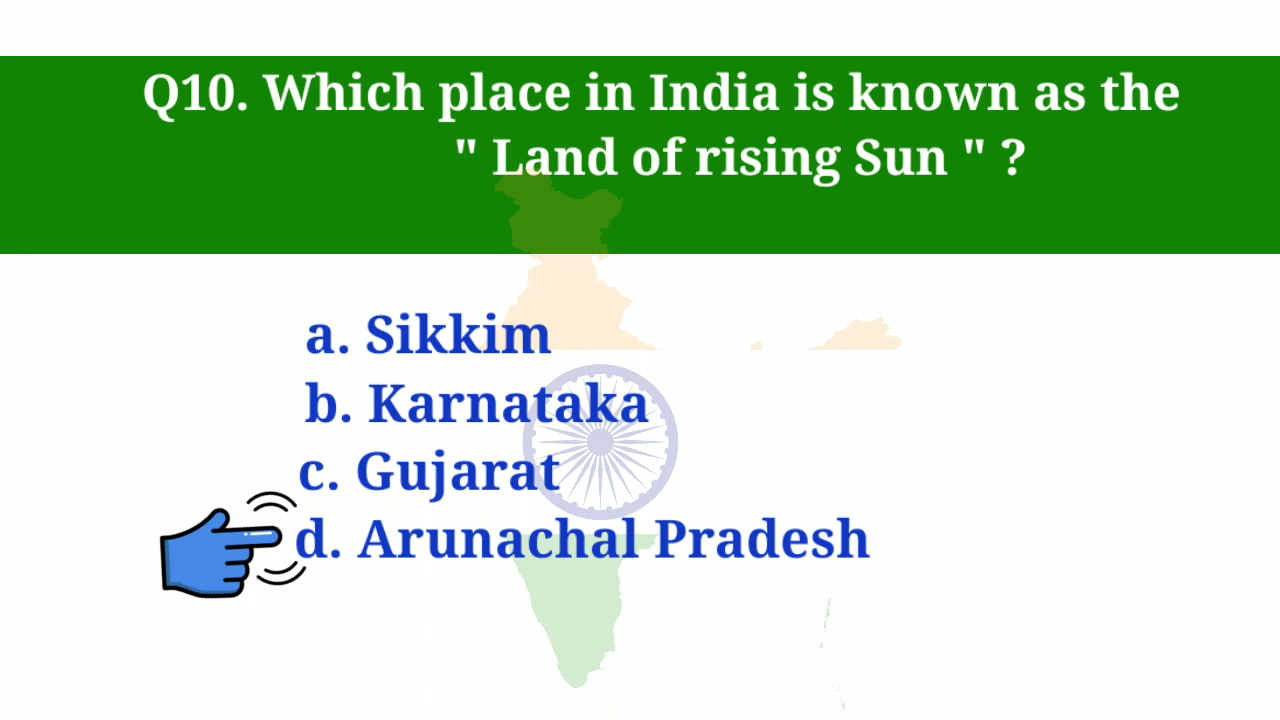 Q10. Which place in India is known as the
" Land of rising Sun " ?
a. Sikkim
b. Karnataka
c. Gujarat
d. Arunachal Pradesh